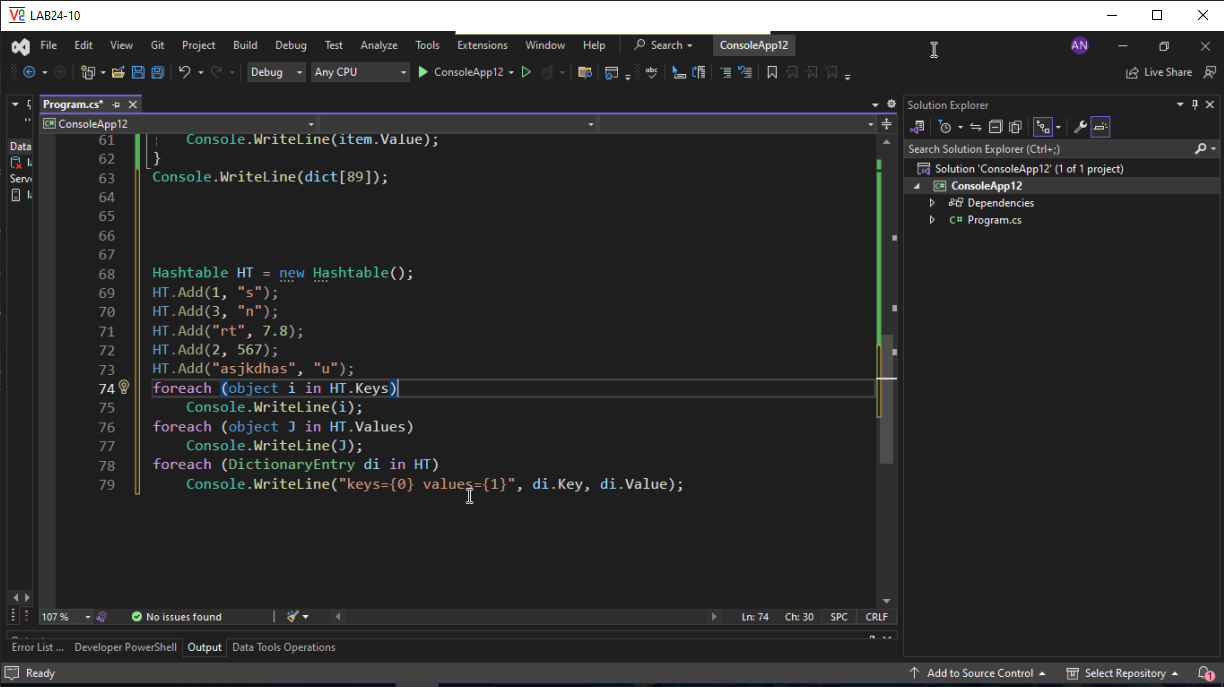 LAB24-10
File Edit View Git Project Build Debug Test Analyze Tools Extensions Window Help Search ConsoleApp12 AN
Debug Any CPU ConsoleApp12 Live Share
Program.cs*
ConsoleApp12
61 Console.WriteLine(item.Value);
62 }
63 Console.WriteLine(dict[89]);
64
65
66
67
68 Hashtable HT = new Hashtable();
69 HT.Add(1, "s");
70 HT.Add(3, "n");
71 HT.Add("rt", 7.8);
72 HT.Add(2, 567);
73 HT.Add("asjkdhas", "u");
74 foreach (object i in HT.Keys)
75 Console.WriteLine(i);
76 foreach (object J in HT.Values)
77 Console.WriteLine(J);
78 foreach (DictionaryEntry di in HT)
79 Console.WriteLine("keys={0} values={1}", di.Key, di.Value);
Data
Serv
Solution Explorer
Search Solution Explorer (Ctrl+;)
Solution 'ConsoleApp12' (1 of 1 project)
ConsoleApp12
Dependencies
C# Program.cs
107 % No issues found Ln: 74 Ch: 30 SPC CRLF
Error List ... Developer PowerShell Output Data Tools Operations
Ready Add to Source Control Select Repository 1